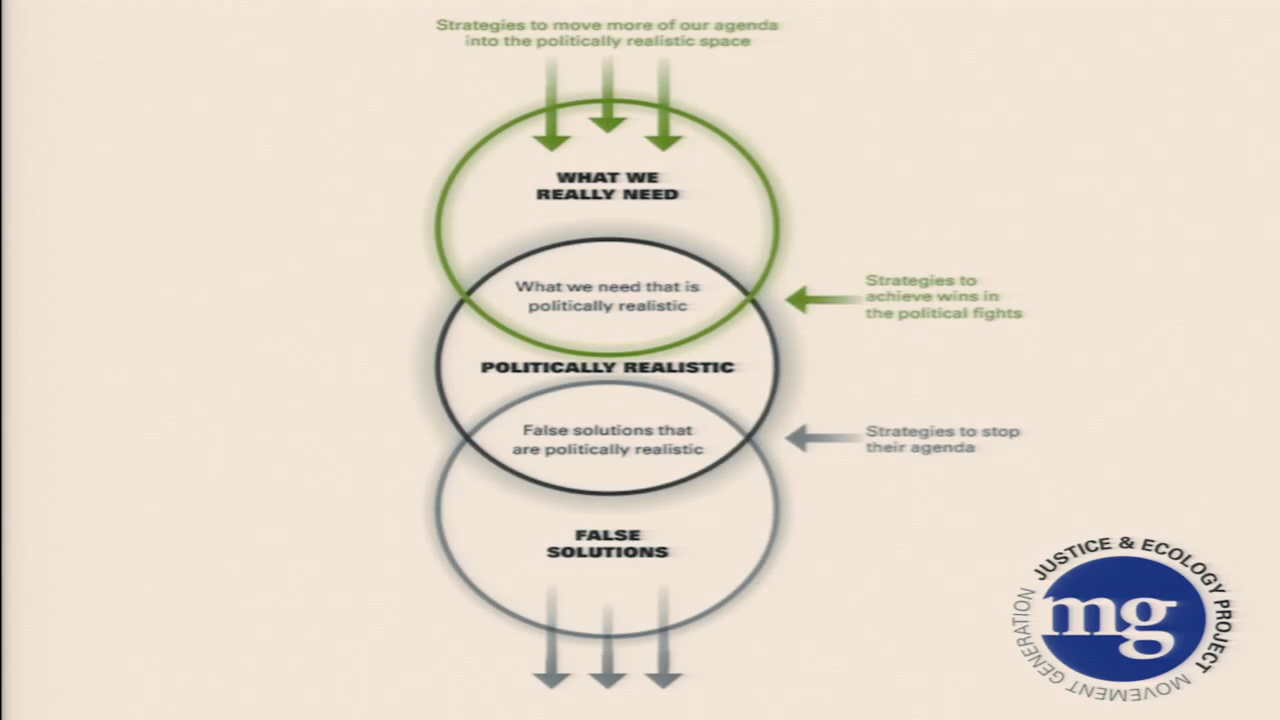 Strategies to move more of our agenda
into the politically realistic space
WHAT WE
REALLY NEED
What we need that is
politically realistic
Strategies to
achieve wins in
the political fights
POLITICALLY REALISTIC
False solutions that
are politically realistic
Strategies to stop
their agenda
FALSE
SOLUTIONS
JUSTICE & ECOLOGY PROJECT
mg
MOVEMENT GENERATION